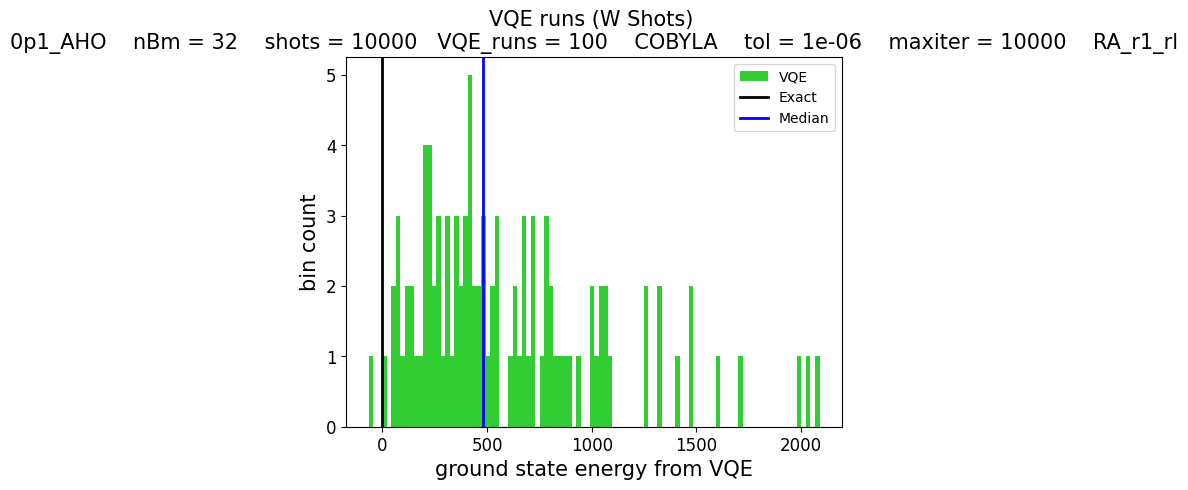 VQE runs (W Shots)
0p1_AHO nBm = 32 shots = 10000 VQE_runs = 100 COBYLA tol = 1e-06 maxiter = 10000 RA_r1_rl
VQE
Exact
Median
bin count
5
4
3
2
1
0
0 500 1000 1500 2000
ground state energy from VQE